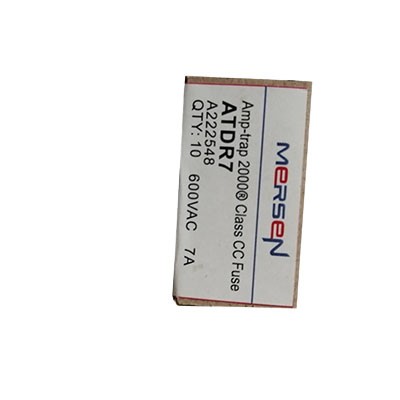 MERSEN
Amp-trap 2000® Class CC Fuse
ATDR7
A222548
QTY: 10 600VAC 7A